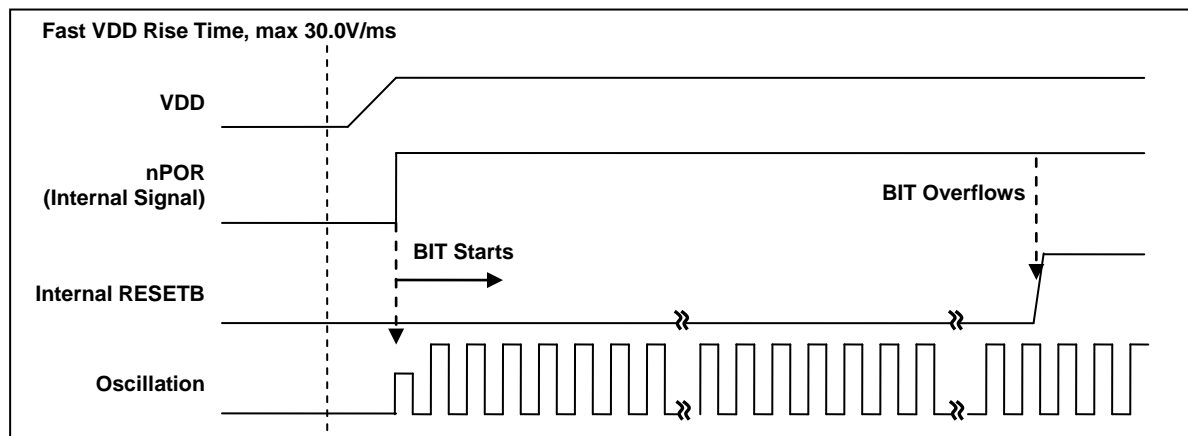 Fast VDD Rise Time, max 30.0V/ms
VDD
nPOR
(Internal Signal)
BIT Overflows
BIT Starts
Internal RESETB
Oscillation